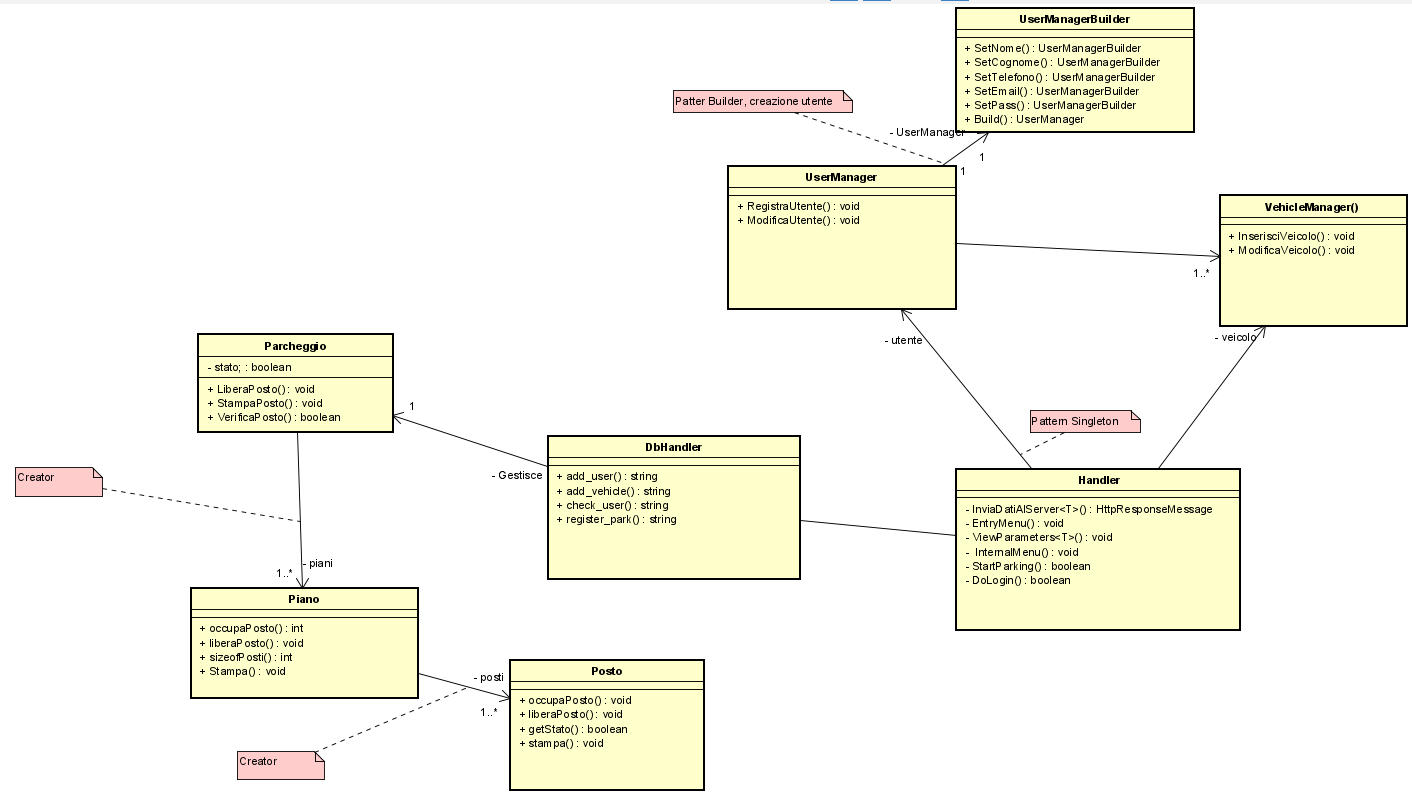 UserManagerBuilder
+ SetNome() : UserManagerBuilder
+ SetCognome() : UserManagerBuilder
+ SetTelefono() : UserManagerBuilder
+ SetEmail() : UserManagerBuilder
+ SetPass() : UserManagerBuilder
+ Build() : UserManager
Patter Builder, creazione utente
- UserManager
1
1
UserManager
+ RegistraUtente() : void
+ ModificaUtente() : void
VehicleManager()
+ InserisciVeicolo() : void
+ ModificaVeicolo() : void
1..*
- utente
- veicolo
Parcheggio
- stato; : boolean
+ LiberaPosto() : void
+ StampaPosto() : void
+ VerificaPosto() : boolean
1
- Gestisce
Pattern Singleton
DbHandler
+ add_user() : string
+ add_vehicle() : string
+ check_user() : string
+ register_park() : string
Handler
- InviaDatiAlServer<T>() : HttpResponseMessage
- EntryMenu() : void
- ViewParameters<T>() : void
- InternalMenu() : void
- StartParking() : boolean
- DoLogin() : boolean
Creator
- piani
1..*
Piano
+ occupaPosto() : int
+ liberaPosto() : void
+ sizeofPosti() : int
+ Stampa() : void
- posti
1..*
Posto
+ occupaPosto() : void
+ liberaPosto() : void
+ getStato() : boolean
+ stampa() : void
Creator